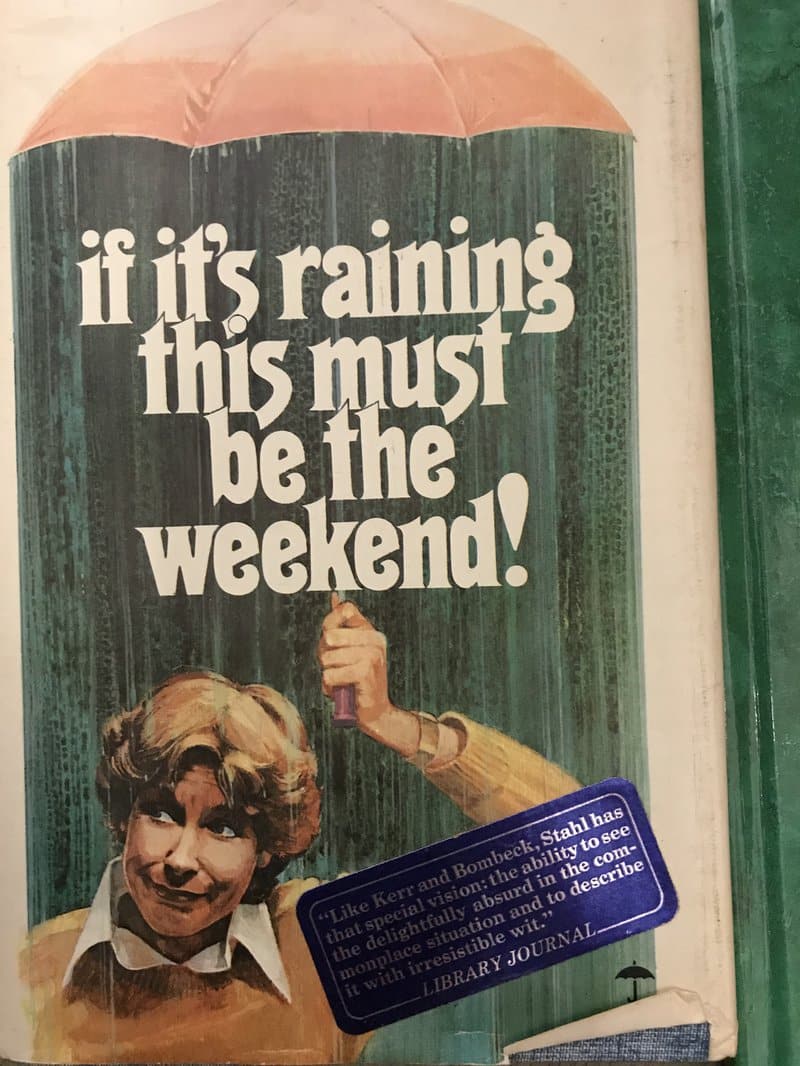 if it's raining
this must
be the
weekend!
“Like Kerr and Bombeck, Stahl has
that special vision: the ability to see
the delightfully absurd in the com-
monplace situation and to describe
it with irresistible wit.”
LIBRARY JOURNAL